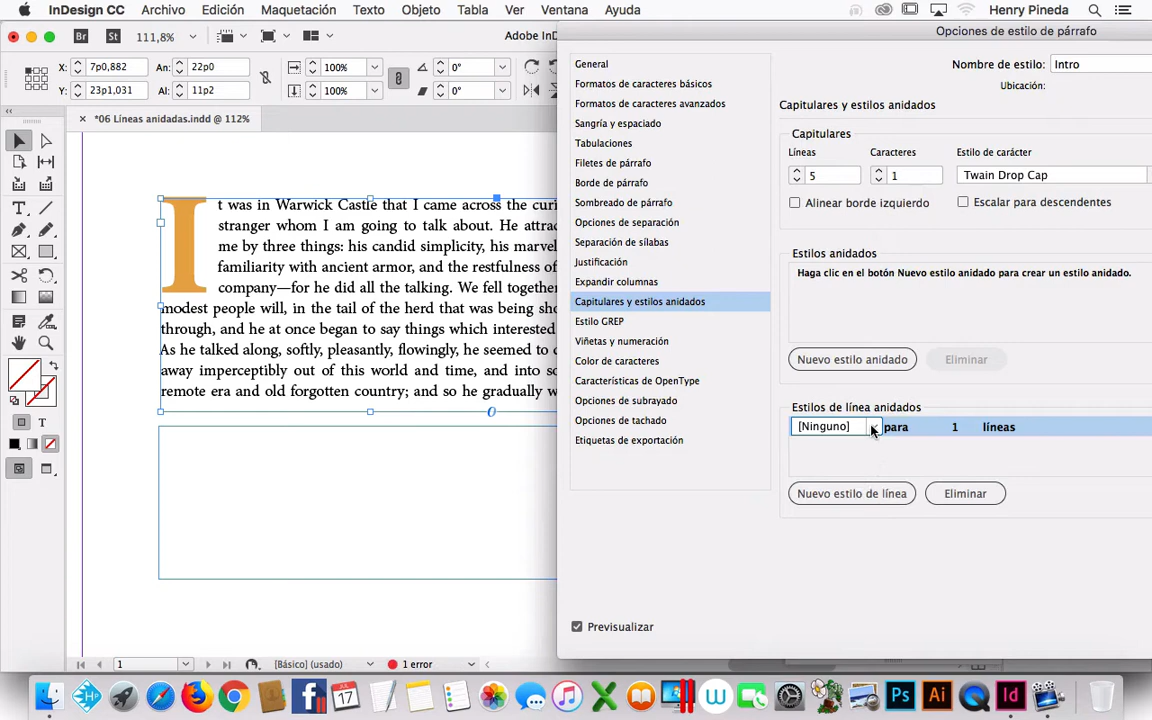 InDesign CC Archivo Edición Maquetación Texto Objeto Tabla Ver Ventana Ayuda Henry Pineda
Br St 111,8% Adobe InD
Opciones de estilo de párrafo
X: 7p0,882 An: 22p0 100% 0°
Y: 23p1,031 Al: 11p2 100% 0°
*06 Líneas anidadas.indd @ 112%
General
Formatos de caracteres básicos
Formatos de caracteres avanzados
Sangría y espaciado
Tabulaciones
Filetes de párrafo
Borde de párrafo
Sombreado de párrafo
Opciones de separación
Separación de sílabas
Justificación
Expandir columnas
Capitulares y estilos anidados
Estilo GREP
Viñetas y numeración
Color de caracteres
Características de OpenType
Opciones de subrayado
Opciones de tachado
Etiquetas de exportación
Previsualizar
Nombre de estilo: Intro
Ubicación:
Capitulares y estilos anidados
Capitulares
Líneas Caracteres Estilo de carácter
5 1 Twain Drop Cap
Alinear borde izquierdo Escalar para descendentes
Estilos anidados
Haga clic en el botón Nuevo estilo anidado para crear un estilo anidado.
Nuevo estilo anidado Eliminar
Estilos de línea anidados
[Ninguno] para 1 líneas
Nuevo estilo de línea Eliminar
It was in Warwick Castle that I came across the curi
stranger whom I am going to talk about. He attrac
me by three things: his candid simplicity, his marvel
familiarity with ancient armor, and the restfulness of
company—for he did all the talking. We fell together
modest people will, in the tail of the herd that was being sho
through, and he at once began to say things which interested
As he talked along, softly, pleasantly, flowingly, he seemed to d
away imperceptibly out of this world and time, and into so
remote era and old forgotten country; and so he gradually w
1 [Básico] (usado) 1 error
JUL 17 Ps Ai Id